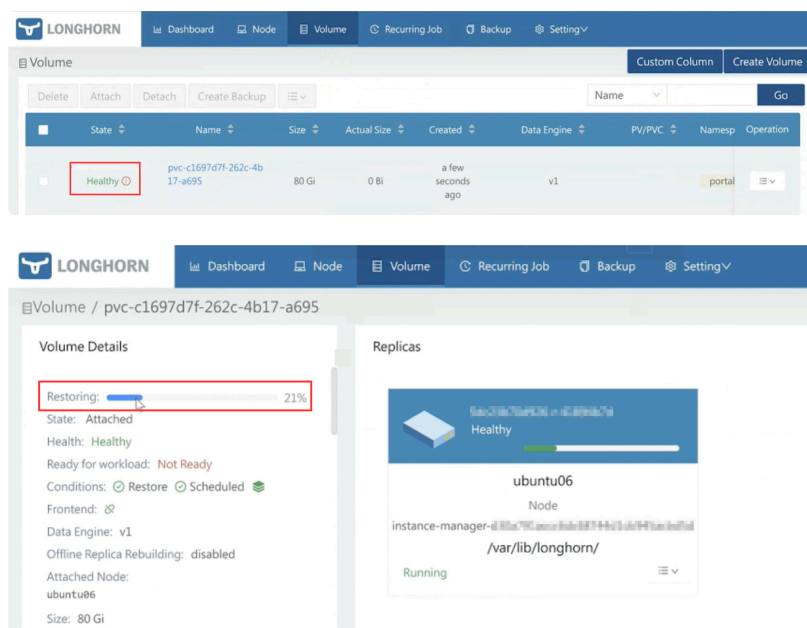 LONGHORN Dashboard Node Volume Recurring Job Backup Setting
Volume Custom Column Create Volume
Delete Attach Detach Create Backup Name Go
State Name Size Actual Size Created Data Engine PV/PVC Namesp Operation
Healthy pvc-c1697d7f-262c-4b17-a695 80 Gi 0 Bi a few seconds ago v1 portal
LONGHORN Dashboard Node Volume Recurring Job Backup Setting
Volume / pvc-c1697d7f-262c-4b17-a695
Volume Details
Restoring: 21%
State: Attached
Health: Healthy
Ready for workload: Not Ready
Conditions: Restore Scheduled
Frontend:
Data Engine: v1
Offline Replica Rebuilding: disabled
Attached Node:
ubuntu06
Size: 80 Gi
Replicas
Healthy
ubuntu06
Node
instance-manager-
/var/lib/longhorn/
Running